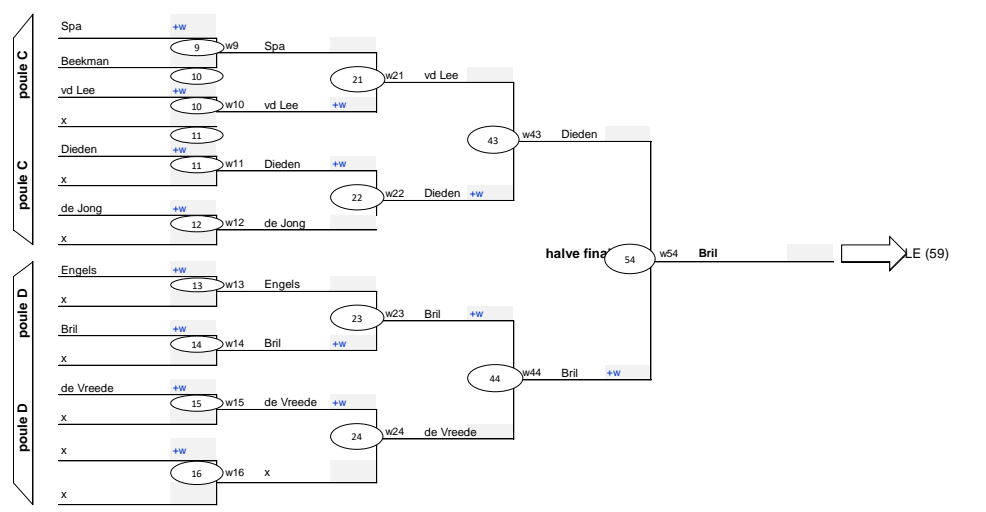 poule C
poule C
Spa +w
9 w9 Spa
Beekman
10
21 w21 vd Lee
vd Lee +w
10 w10 vd Lee +w
x
11
43 w43 Dieden
Dieden +w
11 w11 Dieden +w
x
22 w22 Dieden +w
de Jong +w
12 w12 de Jong
x
halve fina 54 w54 Bril LE (59)
poule D
poule D
Engels +w
13 w13 Engels
x
23 w23 Bril +w
Bril +w
14 w14 Bril +w
x
44 w44 Bril +w
de Vreede +w
15 w15 de Vreede +w
x
24 w24 de Vreede
x +w
16 w16 x
x